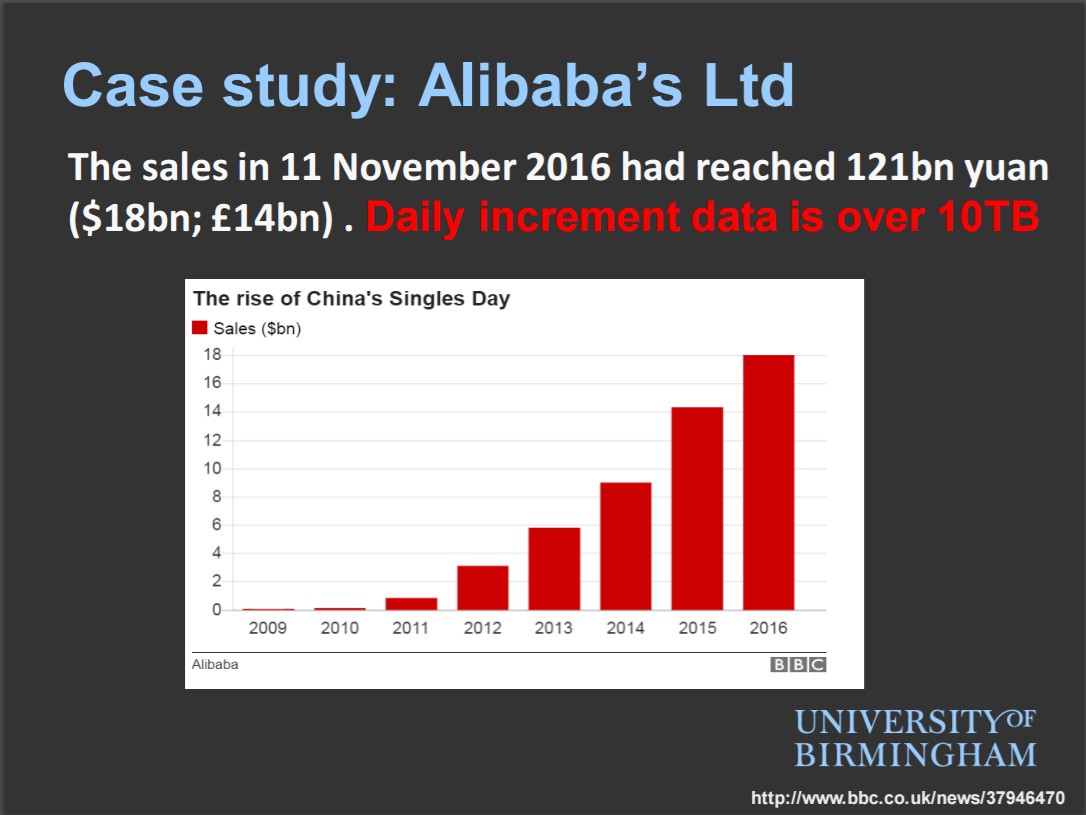 Case study: Alibaba’s Ltd
The sales in 11 November 2016 had reached 121bn yuan
($18bn; £14bn) . Daily increment data is over 10TB
The rise of China's Singles Day
Sales ($bn)
18
16
14
12
10
8
6
4
2
0
2009 2010 2011 2012 2013 2014 2015 2016
Alibaba BBC
UNIVERSITY OF
BIRMINGHAM
http://www.bbc.co.uk/news/37946470